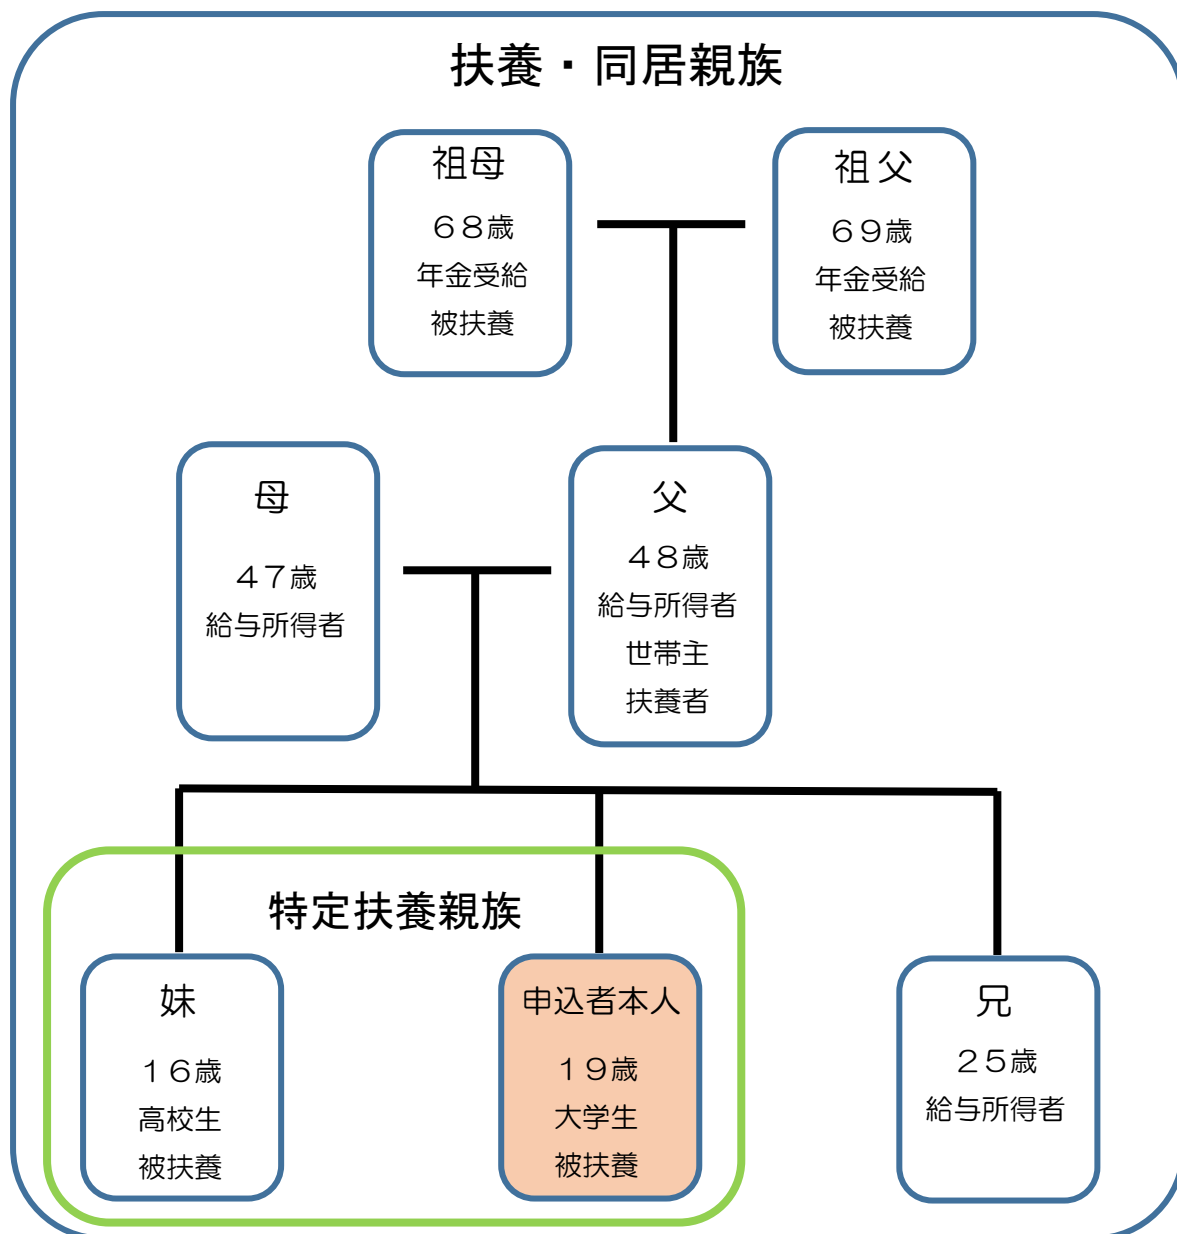 扶養・同居親族
祖母
６８歳
年金受給
被扶養
祖父
６９歳
年金受給
被扶養
母
４７歳
給与所得者
父
４８歳
給与所得者
世帯主
扶養者
特定扶養親族
妹
１６歳
高校生
被扶養
申込者本人
１９歳
大学生
被扶養
兄
２５歳
給与所得者